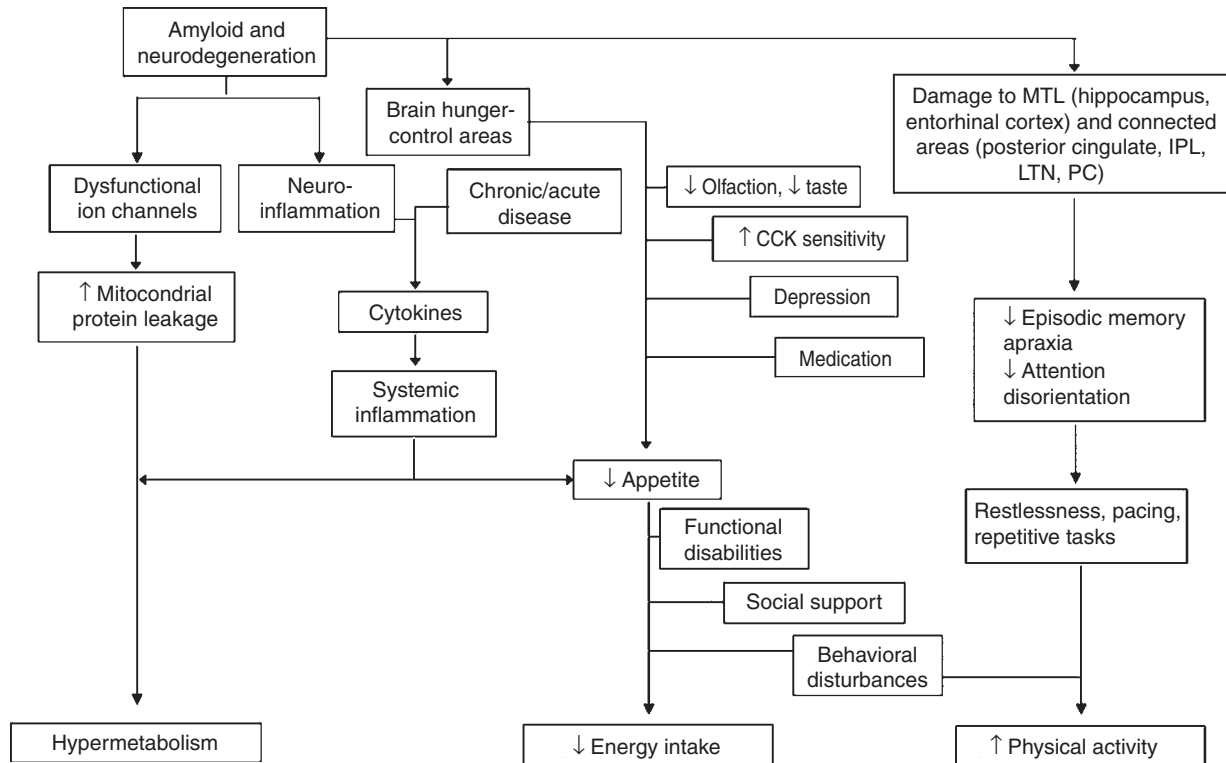 Amyloid and
neurodegeneration
Brain hunger-
control areas
Damage to MTL (hippocampus,
entorhinal cortex) and connected
areas (posterior cingulate, IPL,
LTN, PC)
Dysfunctional
ion channels
Neuro-
inflammation
Chronic/acute
disease
↓ Olfaction, ↓ taste
↑ CCK sensitivity
↑ Mitocondrial
protein leakage
Cytokines
Depression
Medication
↓ Episodic memory
apraxia
↓ Attention
disorientation
Systemic
inflammation
↓ Appetite
Restlessness, pacing,
repetitive tasks
Functional
disabilities
Social support
Behavioral
disturbances
Hypermetabolism
↓ Energy intake
↑ Physical activity